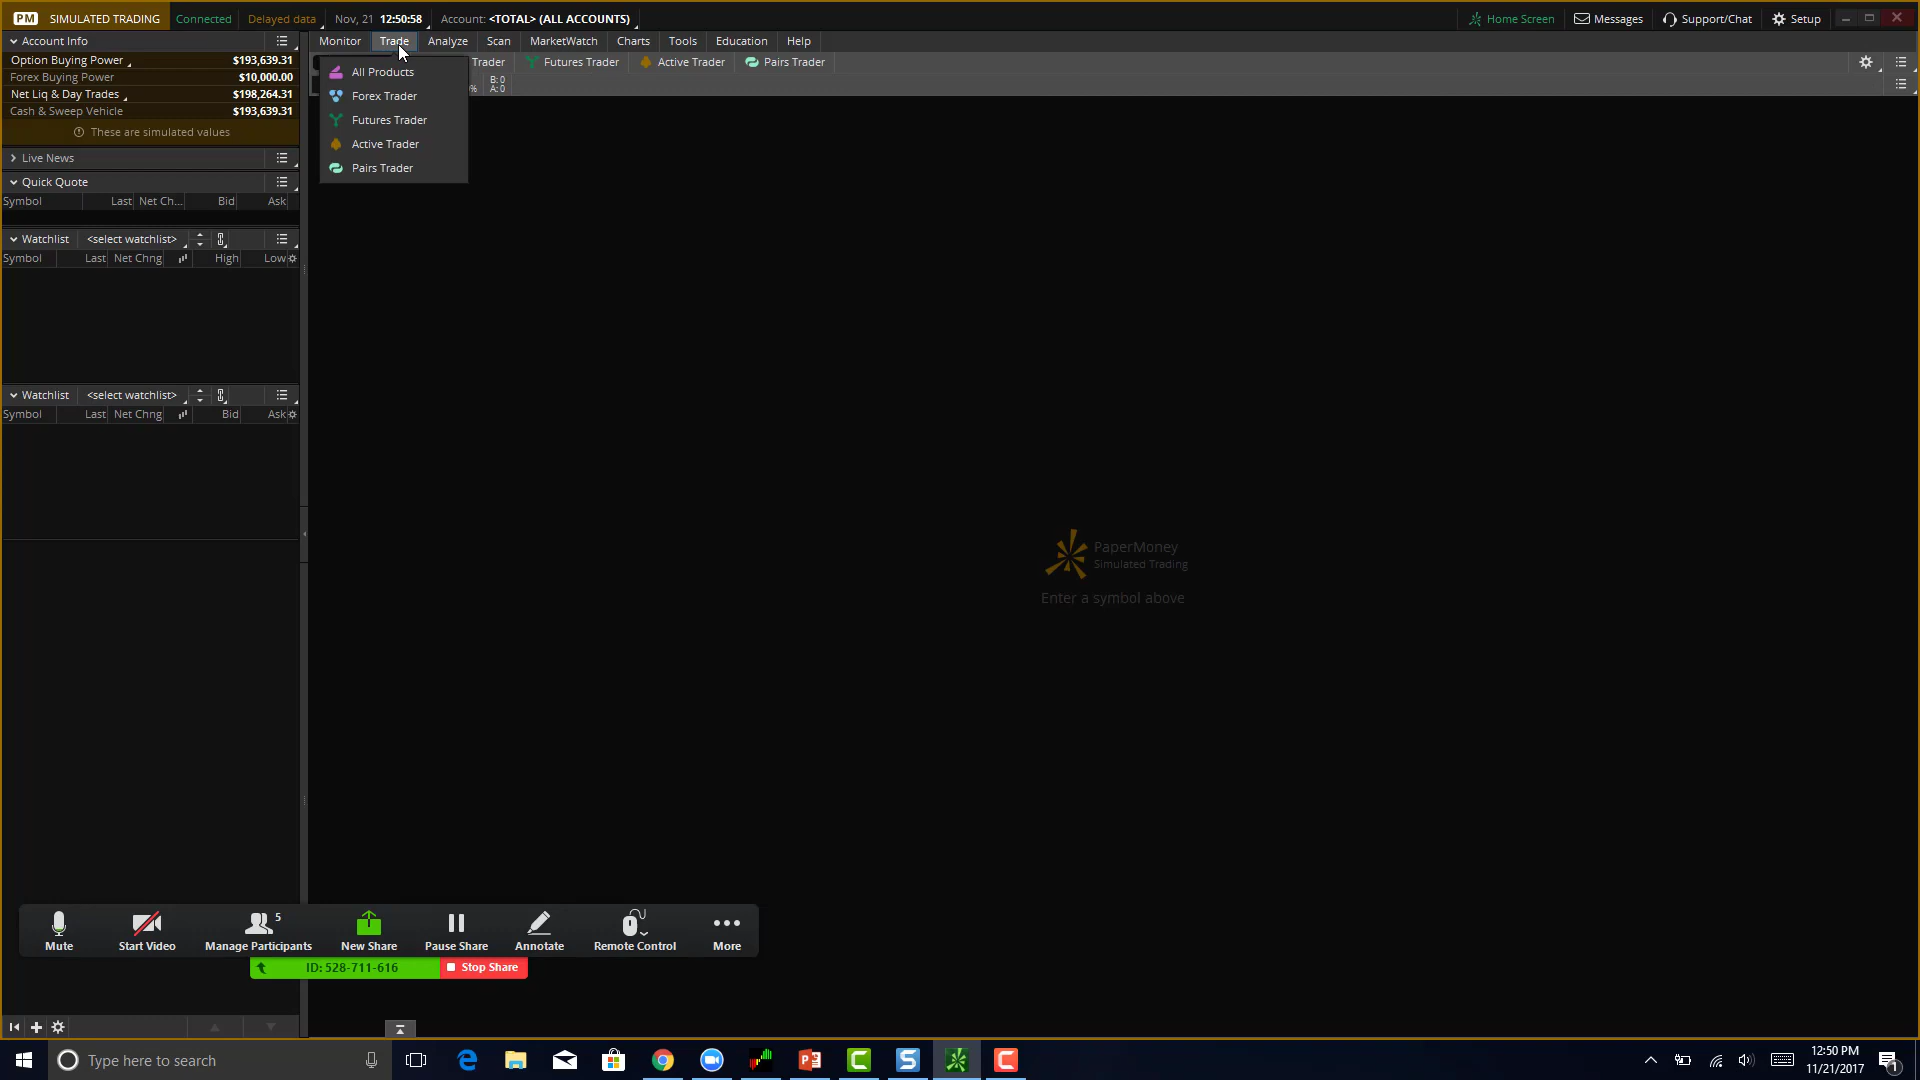 PM SIMULATED TRADING Connected Delayed data Nov, 21 12:50:58 Account: <TOTAL> (ALL ACCOUNTS) Home Screen Messages Support/Chat Setup
Account Info Monitor Trade Analyze Scan MarketWatch Charts Tools Education Help
Option Buying Power $193,639.31 Trader Futures Trader Active Trader Pairs Trader
Forex Buying Power $10,000.00 All Products % B: 0
A: 0
Net Liq & Day Trades $198,264.31 Forex Trader
Cash & Sweep Vehicle $193,639.31 Futures Trader
These are simulated values Active Trader
Live News Pairs Trader
Quick Quote
Symbol Last Net Ch... Bid Ask
Watchlist <select watchlist>
Symbol Last Net Chng High Low
Watchlist <select watchlist>
Symbol Last Net Chng Bid Ask
PaperMoney
Simulated Trading
Enter a symbol above
5
Mute Start Video Manage Participants New Share Pause Share Annotate Remote Control More
ID: 528-711-616 Stop Share
Type here to search 12:50 PM
11/21/2017 1